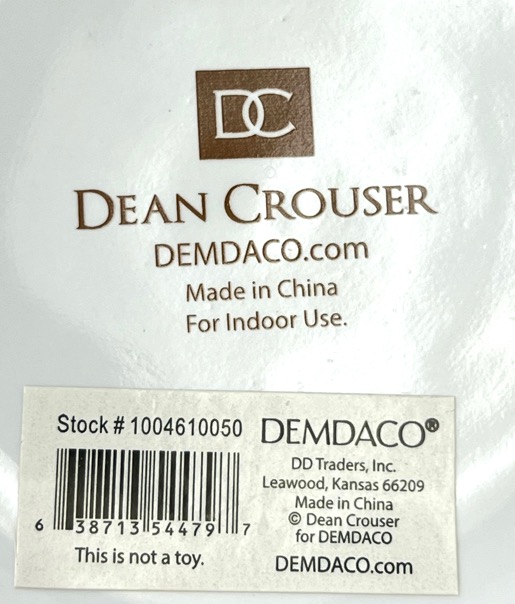 DC
DEAN CROUSER
DEMDACO.com
Made in China
For Indoor Use.
Stock # 1004610050
6 38713 54479 7
This is not a toy.
DEMDACO®
DD Traders, Inc.
Leawood, Kansas 66209
Made in China
© Dean Crouser
for DEMDACO
DEMDACO.com